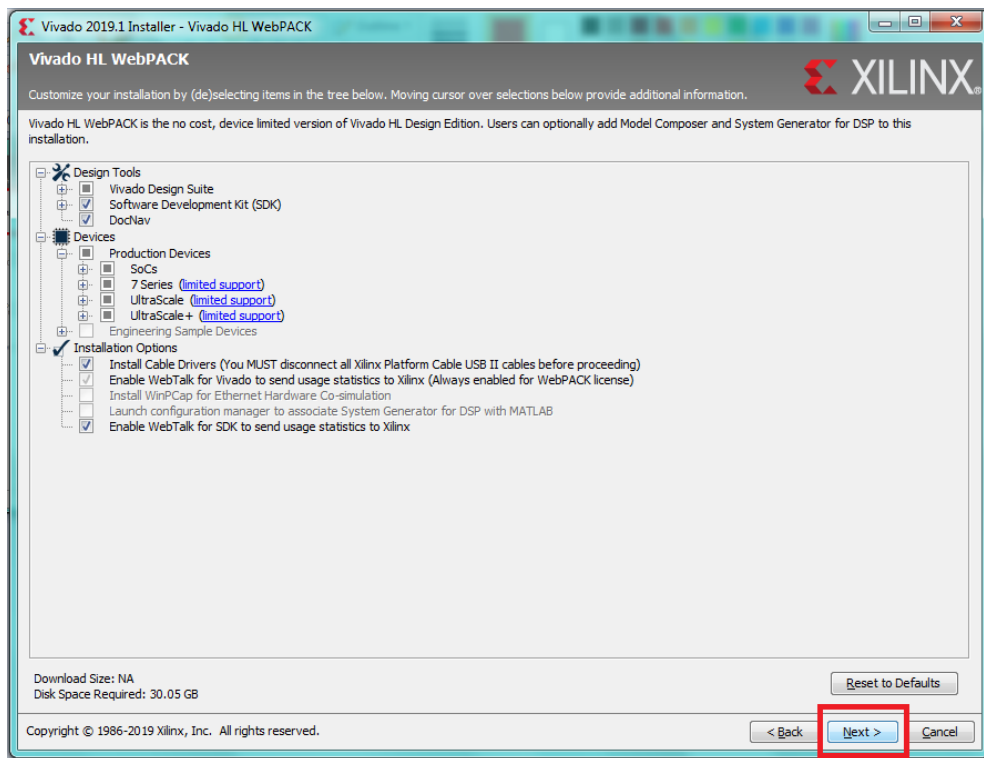 Vivado 2019.1 Installer - Vivado HL WebPACK
Vivado HL WebPACK
XILINX®
Customize your installation by (de)selecting items in the tree below. Moving cursor over selections below provide additional information.
Vivado HL WebPACK is the no cost, device limited version of Vivado HL Design Edition. Users can optionally add Model Composer and System Generator for DSP to this
installation.
Design Tools
Vivado Design Suite
Software Development Kit (SDK)
DocNav
Devices
Production Devices
SoCs
7 Series (limited support)
UltraScale (limited support)
UltraScale+ (limited support)
Engineering Sample Devices
Installation Options
Install Cable Drivers (You MUST disconnect all Xilinx Platform Cable USB II cables before proceeding)
Enable WebTalk for Vivado to send usage statistics to Xilinx (Always enabled for WebPACK license)
Install WinPCap for Ethernet Hardware Co-simulation
Launch configuration manager to associate System Generator for DSP with MATLAB
Enable WebTalk for SDK to send usage statistics to Xilinx
Download Size: NA
Disk Space Required: 30.05 GB
Reset to Defaults
Copyright © 1986-2019 Xilinx, Inc. All rights reserved.
< Back Next > Cancel